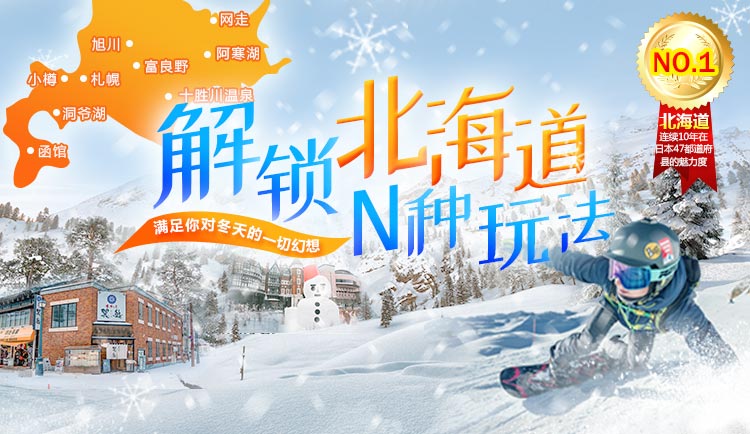 网走
旭川
阿寒湖
富良野
小樽
札幌
十胜川温泉
洞爷湖
函馆
NO.1
北海道
连续10年在
日本47都道府
县的魅力度
解锁北海道
N种玩法
满足你对冬天的一切幻想